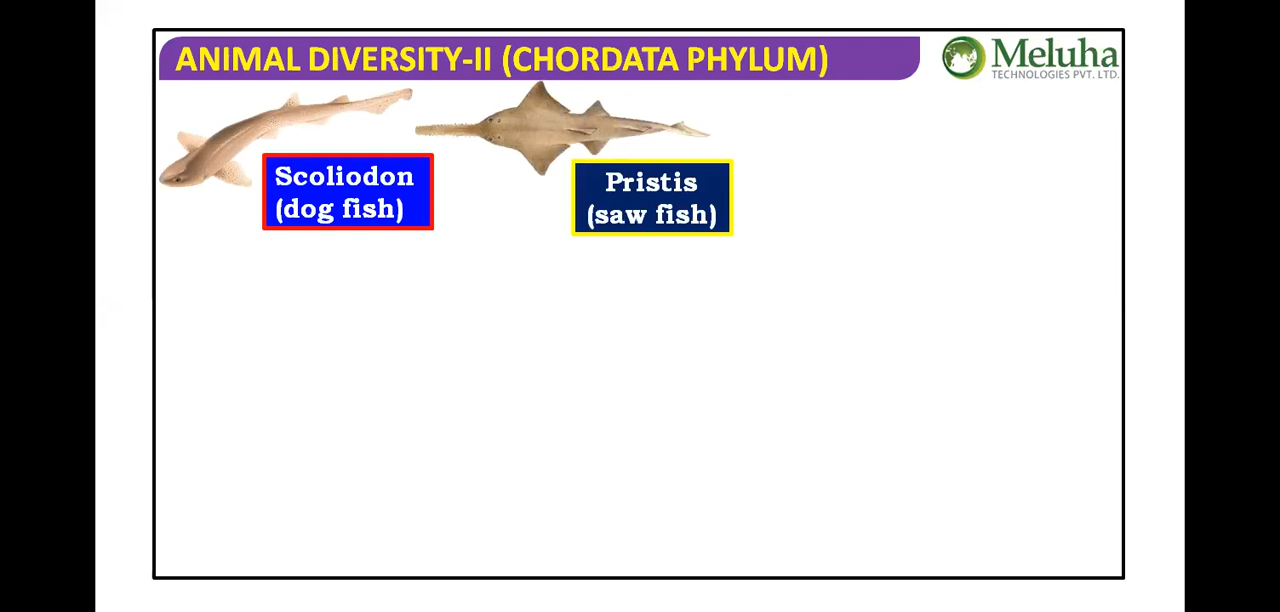 ANIMAL DIVERSITY-II (CHORDATA PHYLUM)
Meluha
TECHNOLOGIES PVT. LTD.
Scoliodon
(dog fish)
Pristis
(saw fish)